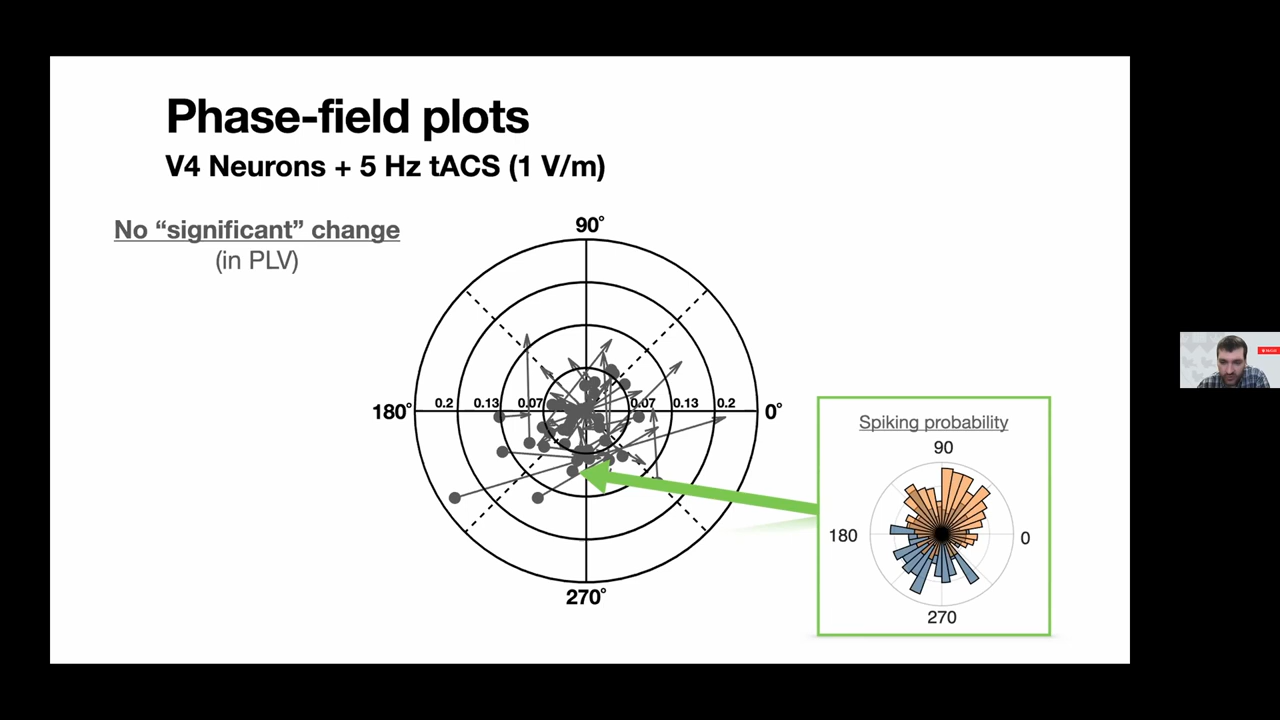 Phase-field plots
V4 Neurons + 5 Hz tACS (1 V/m)
No “significant” change
(in PLV)
90°
180° 0.2 0.13 0.07 0.07 0.13 0.2 0°
270°
Spiking probability
90
180 0
270